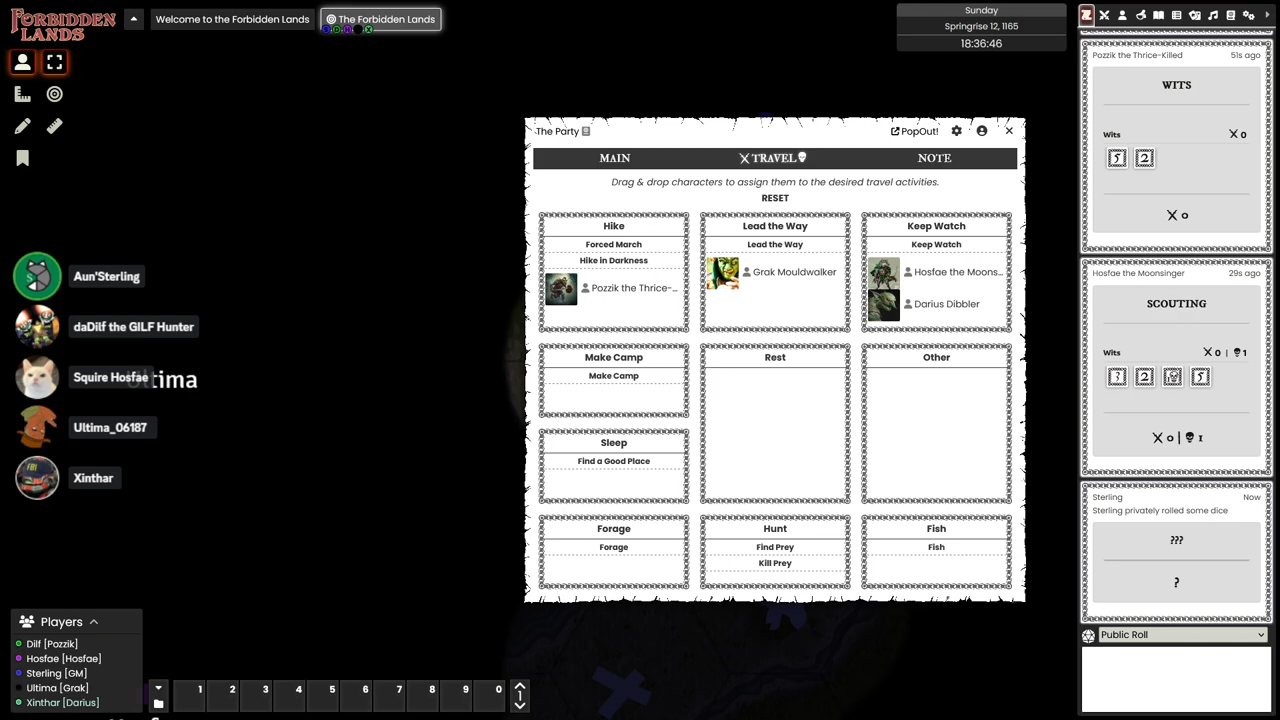 FORBIDDEN
LANDS
Welcome to the Forbidden Lands
The Forbidden Lands
Sunday
Springrise 12, 1165
18:36:46
Aun'Sterling
daDilf the GILF Hunter
Squire Hosfae
Ultima_06187
Xinthar
Players
Dilf [Pozzik]
Hosfae [Hosfae]
Sterling [GM]
Ultima [Grak]
Xinthar [Darius]
1 2 3 4 5 6 7 8 9 0
1
The Party
PopOut!
MAIN
TRAVEL
NOTE
Drag & drop characters to assign them to the desired travel activities.
RESET
Hike
Forced March
Hike in Darkness
Pozzik the Thrice-...
Lead the Way
Lead the Way
Grak Mouldwalker
Keep Watch
Keep Watch
Hosfae the Moons...
Darius Dibbler
Make Camp
Make Camp
Rest
Other
Sleep
Find a Good Place
Forage
Forage
Hunt
Find Prey
Kill Prey
Fish
Fish
Pozzik the Thrice-Killed 51s ago
WITS
Wits 0
5 2
0
Hosfae the Moonsinger 29s ago
SCOUTING
Wits 0 | 1
2 5
0 | 1
Sterling Now
Sterling privately rolled some dice
???
?
Public Roll